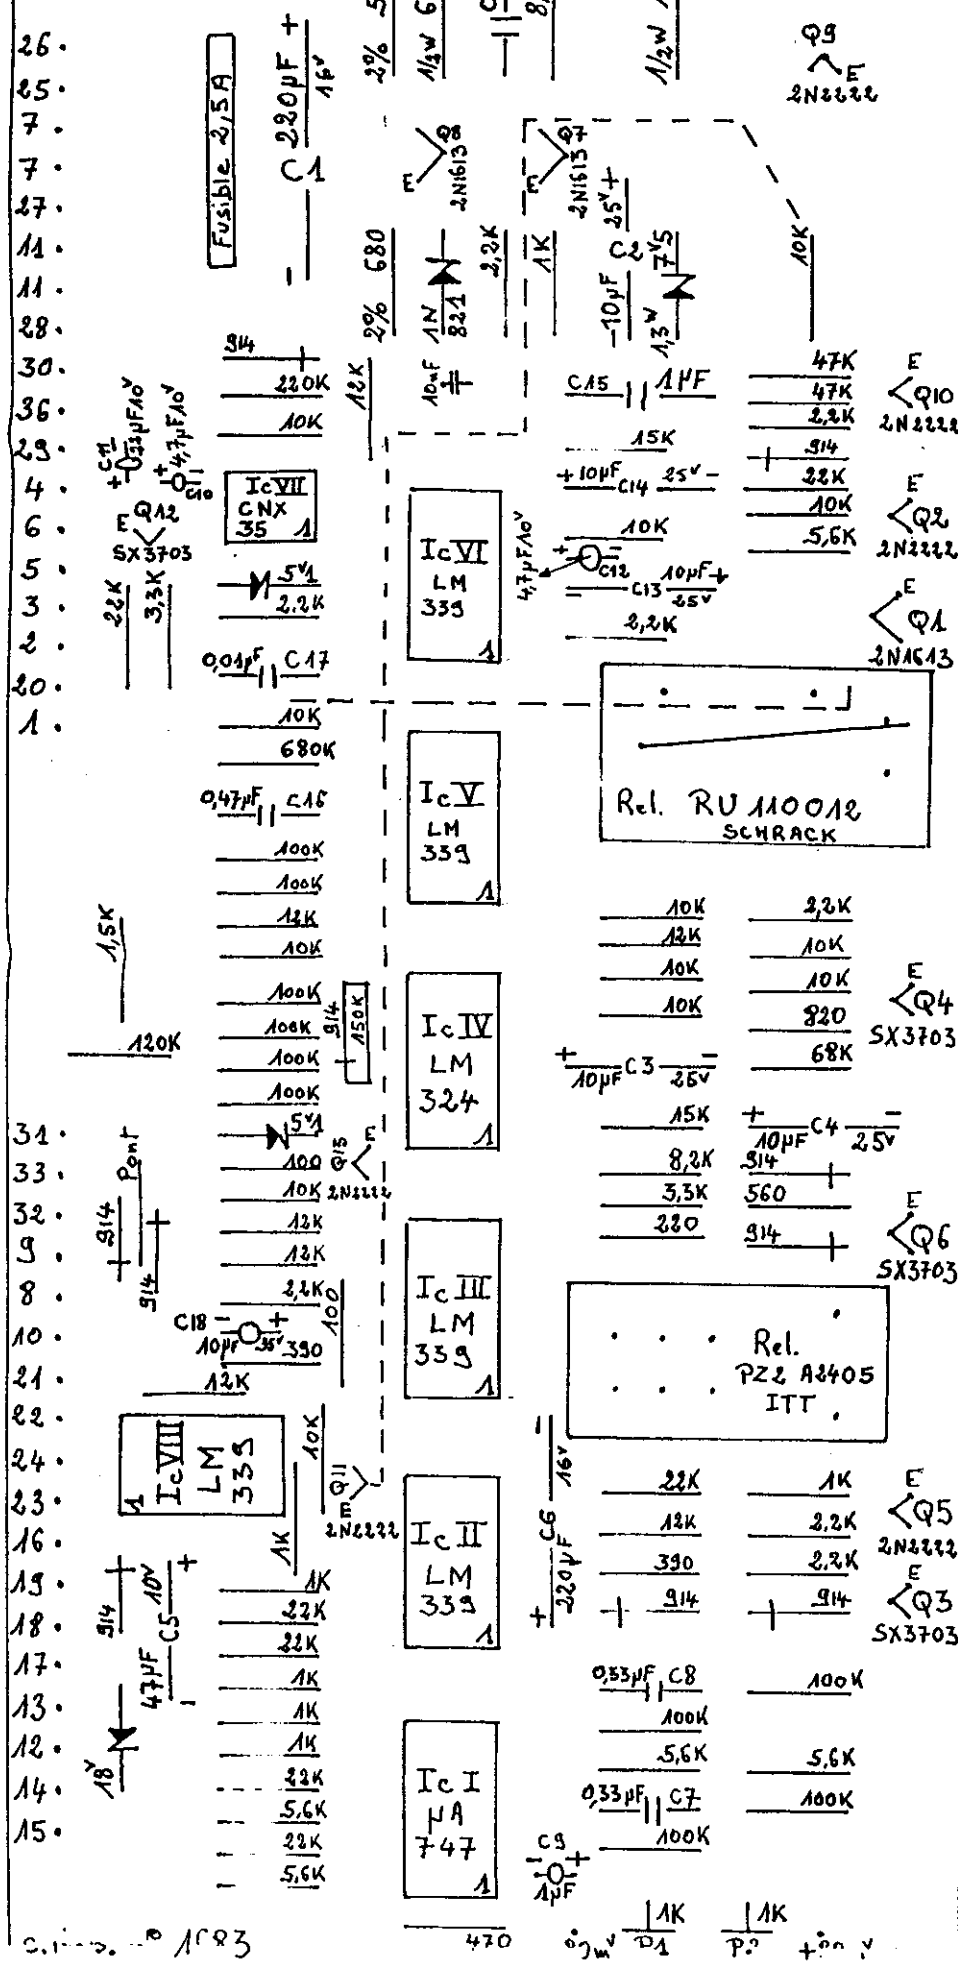 26.
25.
7.
7.
27.
11.
11.
28.
30.
36.
29.
4.
6.
5.
3.
2.
20.
1.
31.
33.
32.
9.
8.
10.
21.
22.
24.
23.
16.
19.
18.
17.
13.
12.
14.
15.
Fusible 2,5A
220µF +
16V
C1
-
2%
1/2W
1/2W
Q9
E
2N2222
Q8
E
2N1613
Q7
E
2N1613
2% 680
1N
821
2,2K
1K
25V +
C2
-10µF
7V5
1,3W
10K
914
220K
10K
12K
10nF
C15
1µF
15K
+10µF C14 25V-
10K
4,7µF10V
+ - C12
C13 10µF+
- 25V
2,2K
47K
47K
2,2K
914
22K
10K
5,6K
E
Q10
2N2222
E
Q2
2N2222
E
Q1
2N1613
C11
+
4,7µF10V
+ - C10
E Q12
SX3703
22K
3,3K
Ic VII
CNX
35 1
5V1
2,2K
0,01µF C17
10K
680K
0,47µF C16
100K
100K
12K
10K
100K
100K
100K
100K
5V1
100
10K
12K
12K
2,2K
390
12K
1,5K
120K
914
150K
Q13
E
2N2222
914
Pont
914
C18 - +
10µF
100
Ic VI
LM
339
1
Ic V
LM
339
1
Ic IV
LM
324
1
Ic III
LM
339
1
Ic II
LM
339
1
Ic I
µA
747
1
Rel. RU 110012
SCHRACK
10K
12K
10K
10K
+ 10µF C3 - 25V
15K
8,2K
3,3K
220
2,2K
10K
10K
820
68K
+ 10µF C4 - 25V
914
560
914
E
Q4
SX3703
E
Q6
SX3703
Rel.
PZ2 A2405
ITT
Ic VIII
LM
339
1
10K
Q11
E
2N2222
1K
914
47µF C5 10V +
-
18V
1K
22K
22K
1K
1K
1K
22K
5,6K
22K
5,6K
+ 220µF C6 16V -
22K
12K
390
914
1K
2,2K
2,2K
914
E
Q5
2N2222
E
Q3
SX3703
0,33µF C8
100K
5,6K
0,33µF C7
100K
C9
- +
1µF
100K
5,6K
100K
470
1K
P1
1K